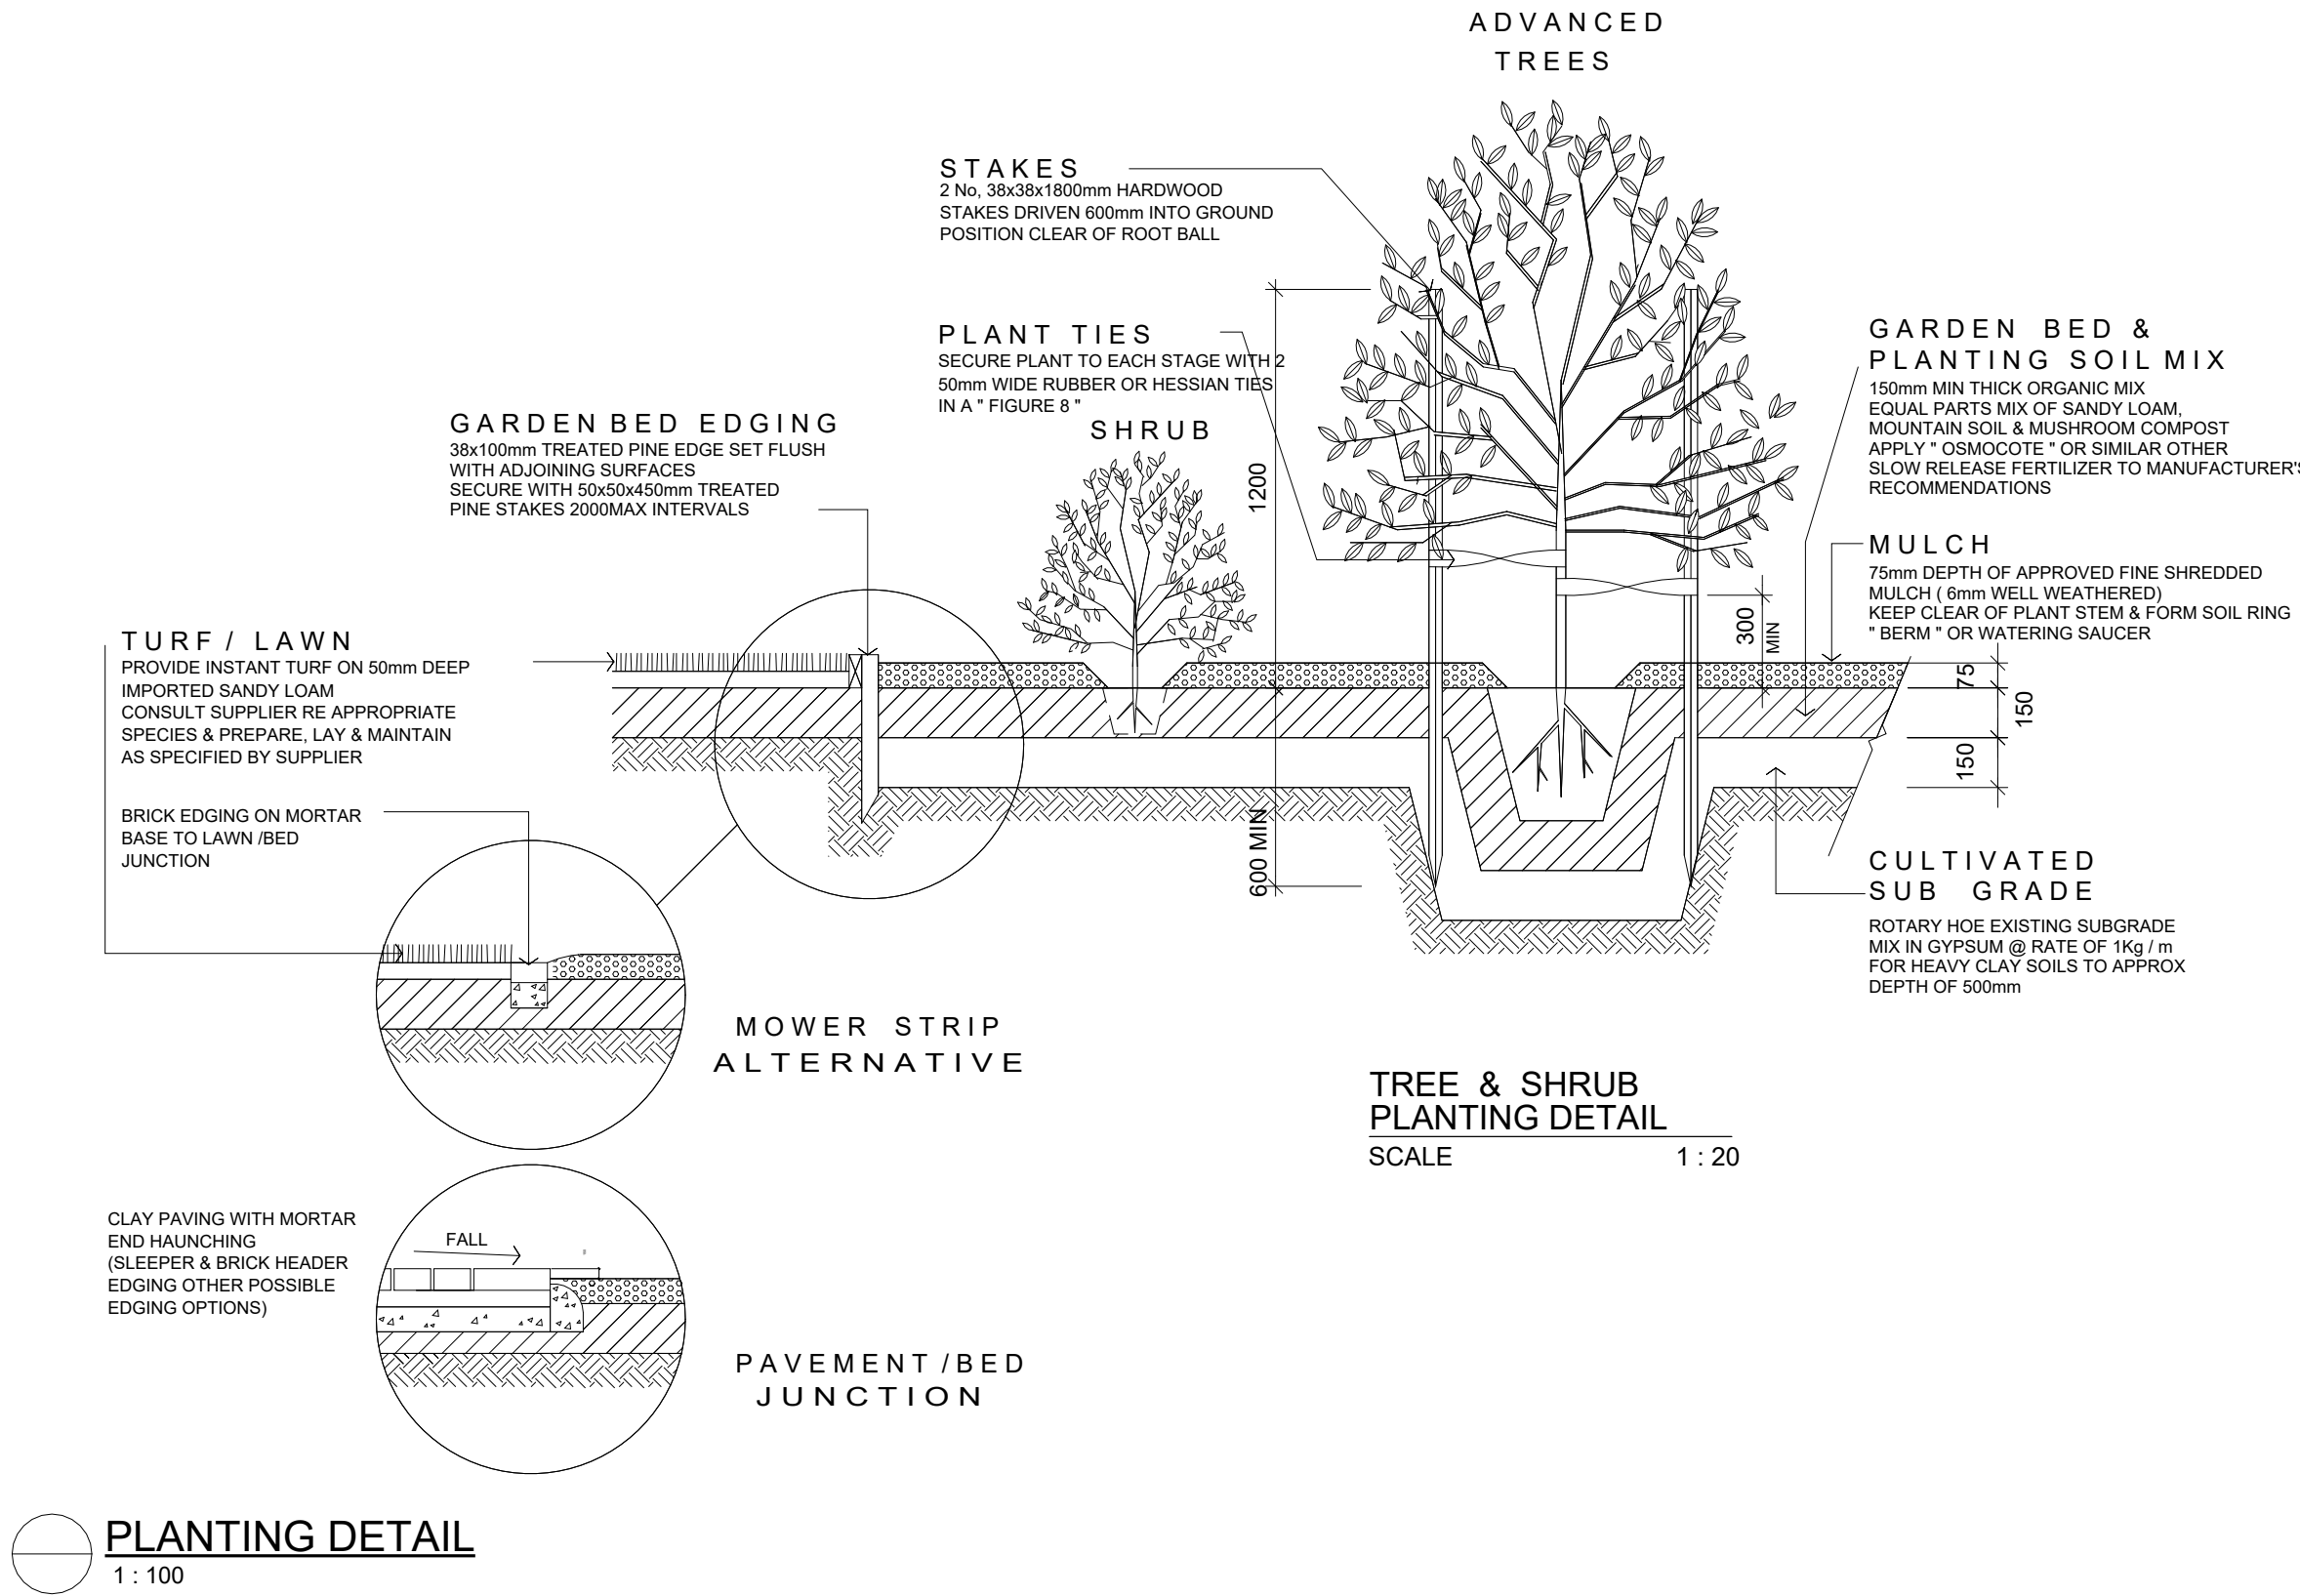 ADVANCED
TREES
STAKES
2 No, 38x38x1800mm HARDWOOD
STAKES DRIVEN 600mm INTO GROUND
POSITION CLEAR OF ROOT BALL
PLANT TIES
SECURE PLANT TO EACH STAGE WITH 2
50mm WIDE RUBBER OR HESSIAN TIES
IN A " FIGURE 8 "
SHRUB
GARDEN BED EDGING
38x100mm TREATED PINE EDGE SET FLUSH
WITH ADJOINING SURFACES
SECURE WITH 50x50x450mm TREATED
PINE STAKES 2000MAX INTERVALS
GARDEN BED &
PLANTING SOIL MIX
150mm MIN THICK ORGANIC MIX
EQUAL PARTS MIX OF SANDY LOAM,
MOUNTAIN SOIL & MUSHROOM COMPOST
APPLY " OSMOCOTE " OR SIMILAR OTHER
SLOW RELEASE FERTILIZER TO MANUFACTURER'S
RECOMMENDATIONS
MULCH
75mm DEPTH OF APPROVED FINE SHREDDED
MULCH ( 6mm WELL WEATHERED)
KEEP CLEAR OF PLANT STEM & FORM SOIL RING
" BERM " OR WATERING SAUCER
1200
600 MIN
300
MIN
75
150
150
TURF / LAWN
PROVIDE INSTANT TURF ON 50mm DEEP
IMPORTED SANDY LOAM
CONSULT SUPPLIER RE APPROPRIATE
SPECIES & PREPARE, LAY & MAINTAIN
AS SPECIFIED BY SUPPLIER
BRICK EDGING ON MORTAR
BASE TO LAWN /BED
JUNCTION
CULTIVATED
SUB GRADE
ROTARY HOE EXISTING SUBGRADE
MIX IN GYPSUM @ RATE OF 1Kg / m
FOR HEAVY CLAY SOILS TO APPROX
DEPTH OF 500mm
MOWER STRIP
ALTERNATIVE
TREE & SHRUB
PLANTING DETAIL
SCALE 1 : 20
CLAY PAVING WITH MORTAR
END HAUNCHING
(SLEEPER & BRICK HEADER
EDGING OTHER POSSIBLE
EDGING OPTIONS)
FALL
PAVEMENT /BED
JUNCTION
PLANTING DETAIL
1 : 100